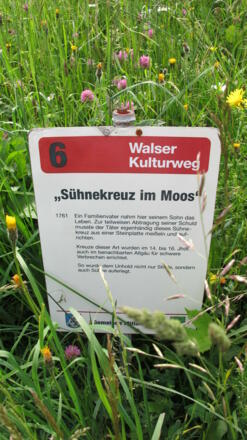 6
Walser
Kulturweg
„Sühnekreuz im Moos“
1761 Ein Familienvater nahm hier seinem Sohn das
Leben. Zur teilweisen Abtragung seiner Schuld
musste der Täter eigenhändig dieses Sühne-
kreuz aus einer Steinplatte meißeln und auf-
richten.
Kreuze dieser Art wurden im 14. bis 16. Jh
auch im benachbarten Allgäu für schwere
Verbrechen errichtet.
So wurde dem Unhold nicht nur Strafe, sondern
auch Sühne auferlegt.